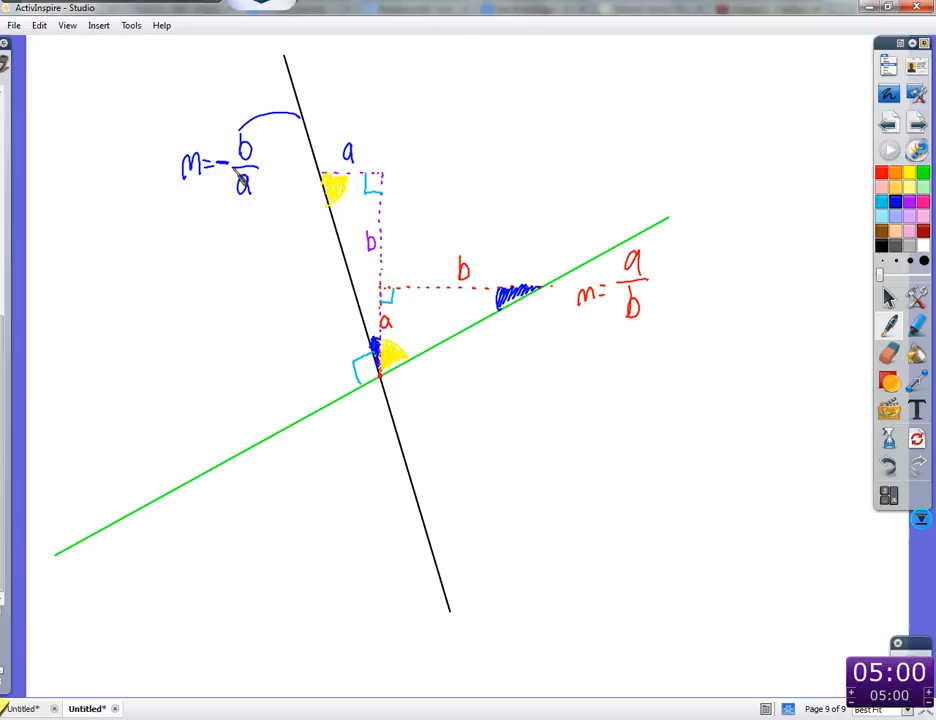 ActivInspire - Studio
File Edit View Insert Tools Help
m=-b/a
a
b
b
a
m=a/b
05:00
05:00
Untitled* Untitled*
Page 9 of 9 Best Fit